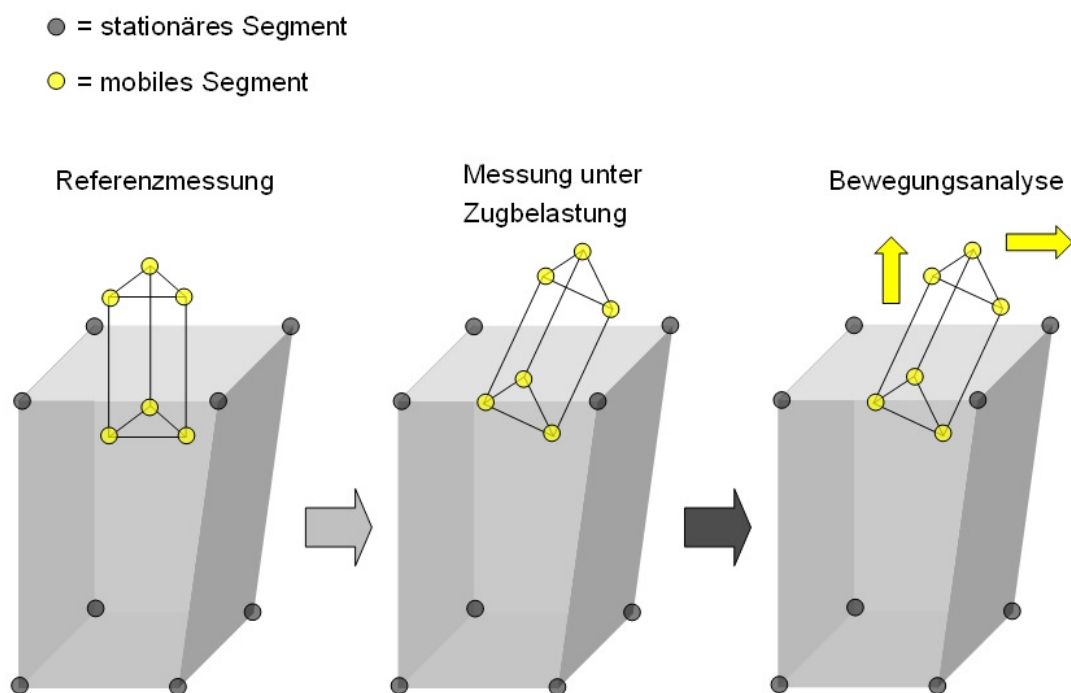 = stationäres Segment
= mobiles Segment
Referenzmessung
Messung unter
Zugbelastung
Bewegungsanalyse